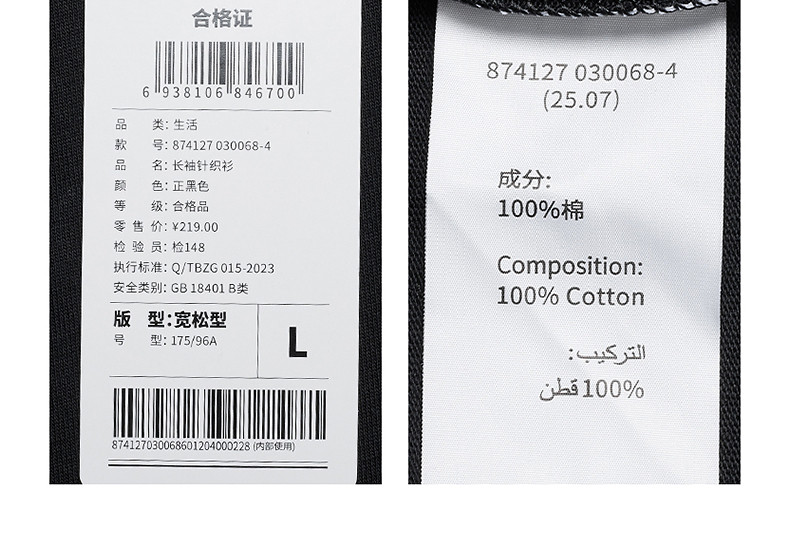 合格证
6 938106 846700
品 类: 生活
款 号: 874127 030068-4
品 名: 长袖针织衫
颜 色: 正黑色
等 级: 合格品
零 售 价: ¥219.00
检 验 员: 检148
执行标准: Q/TBZG 015-2023
安全类别: GB 18401 B类
版 型:宽松型
号 型: 175/96A
L
874127030068601204000228 (内部使用)
874127 030068-4
(25.07)
成分:
100%棉
Composition:
100% Cotton
التركيب:
100% قطن